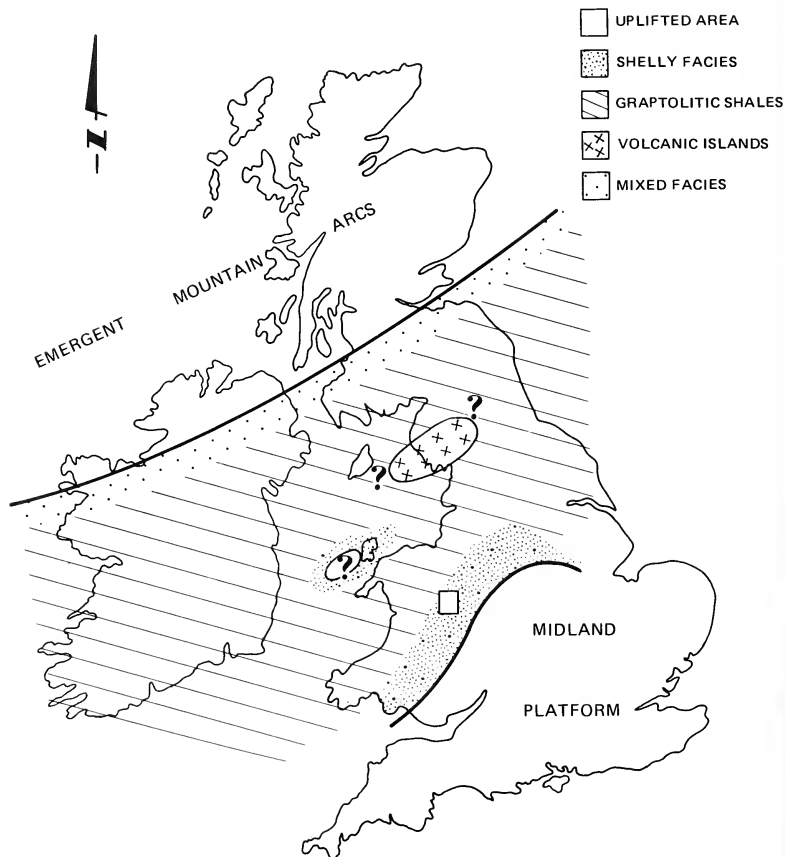 UPLIFTED AREA
SHELLY FACIES
GRAPTOLITIC SHALES
VOLCANIC ISLANDS
MIXED FACIES
N
EMERGENT MOUNTAIN ARCS
?
?
?
MIDLAND
PLATFORM